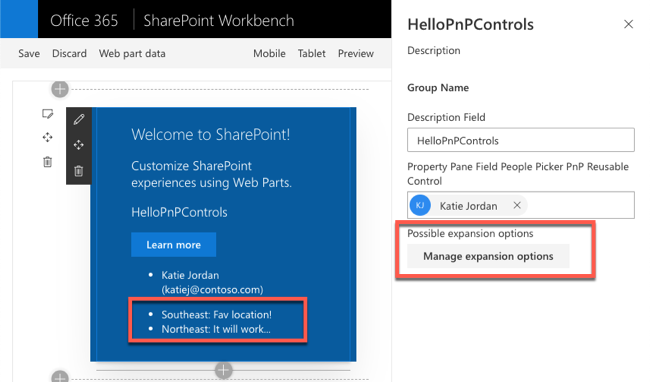 Office 365
SharePoint Workbench
Save Discard Web part data
Mobile Tablet Preview
Welcome to SharePoint!
Customize SharePoint
experiences using Web Parts.
HelloPnPControls
Learn more
Katie Jordan
(katiej@contoso.com)
Southeast: Fav location!
Northeast: It will work...
HelloPnPControls
Description
Group Name
Description Field
HelloPnPControls
Property Pane Field People Picker PnP Reusable
Control
KJ Katie Jordan
Possible expansion options
Manage expansion options